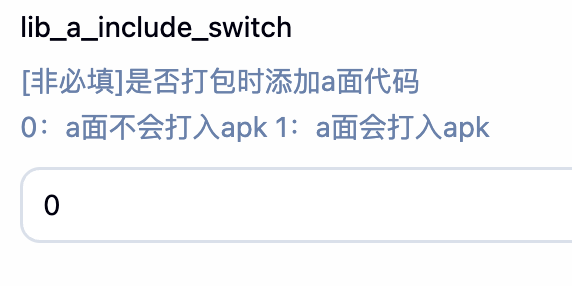 lib_a_include_switch
[非必填]是否打包时添加a面代码
0：a面不会打入apk 1：a面会打入apk
0